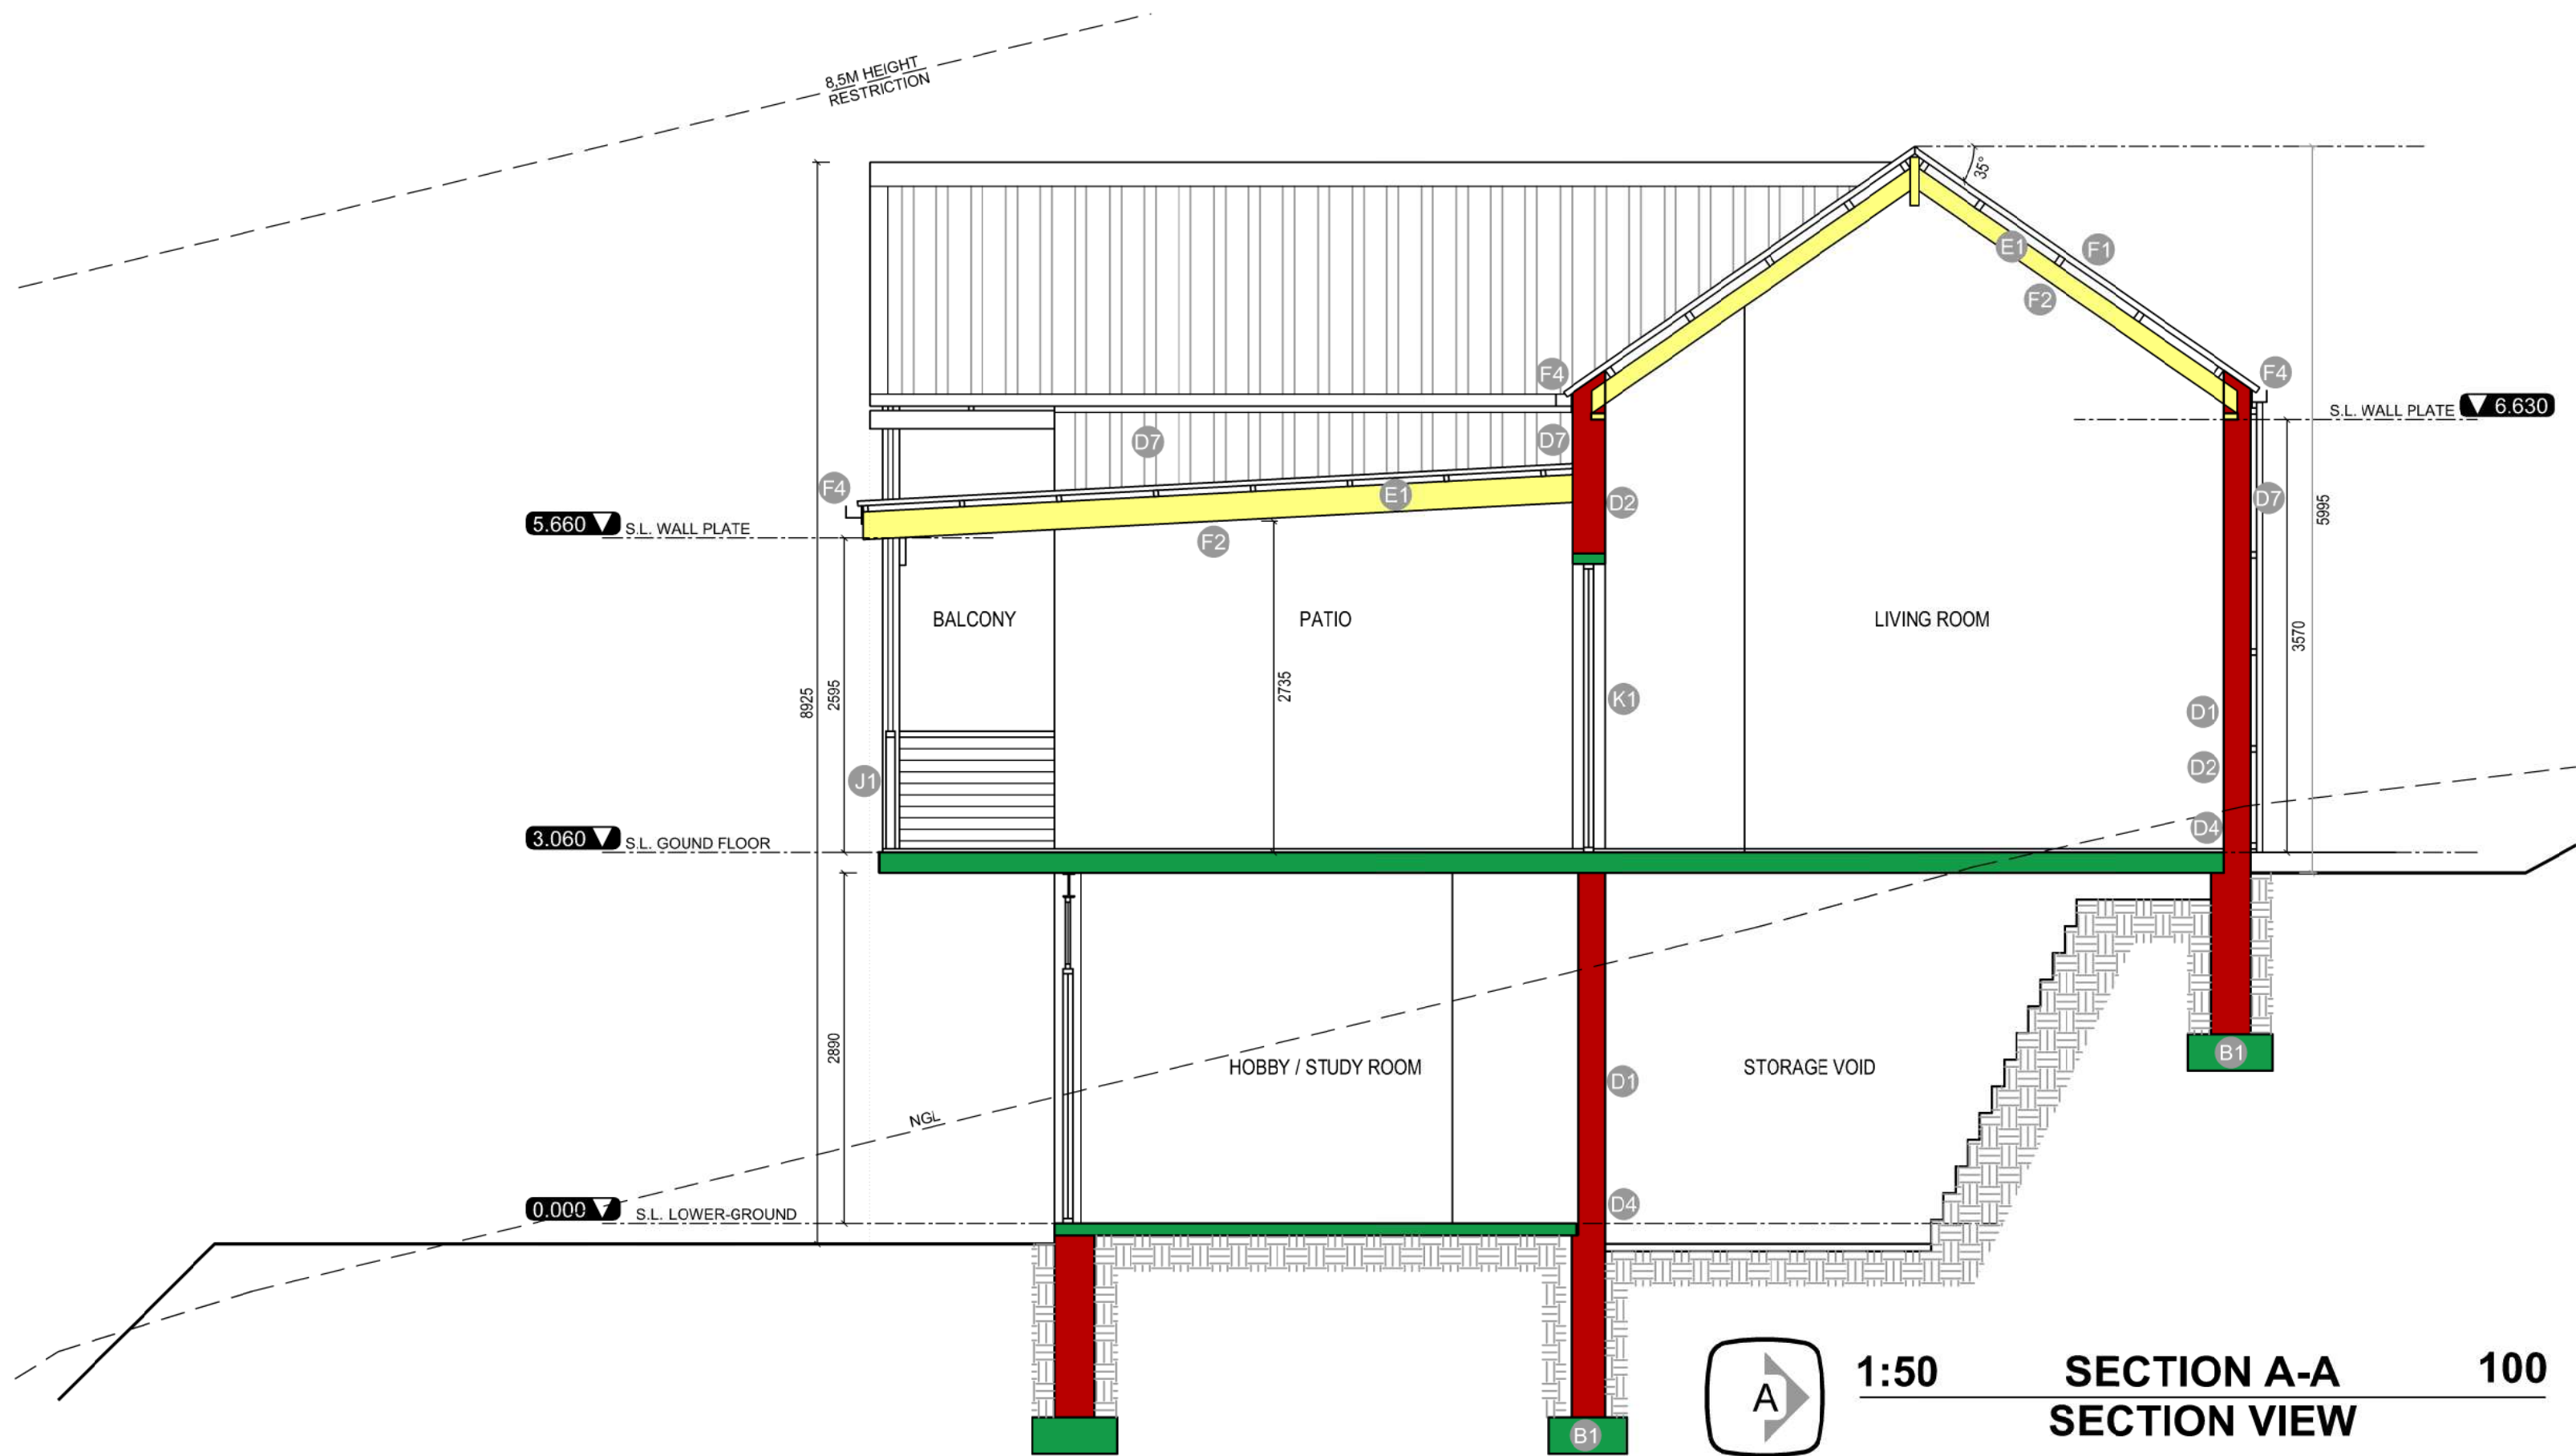 8,5M HEIGHT
RESTRICTION
35°
E1
F1
F2
F4
F4
S.L. WALL PLATE 6.630
D7
D7
F4
E1
D2
D7
5995
5.660 S.L. WALL PLATE
F2
BALCONY
PATIO
LIVING ROOM
3570
8925
2595
2735
K1
D1
D2
J1
D4
3.060 S.L. GOUND FLOOR
2890
HOBBY / STUDY ROOM
STORAGE VOID
B1
D1
NGL
D4
0.000 S.L. LOWER-GROUND
A
1:50 SECTION A-A 100
SECTION VIEW
B1